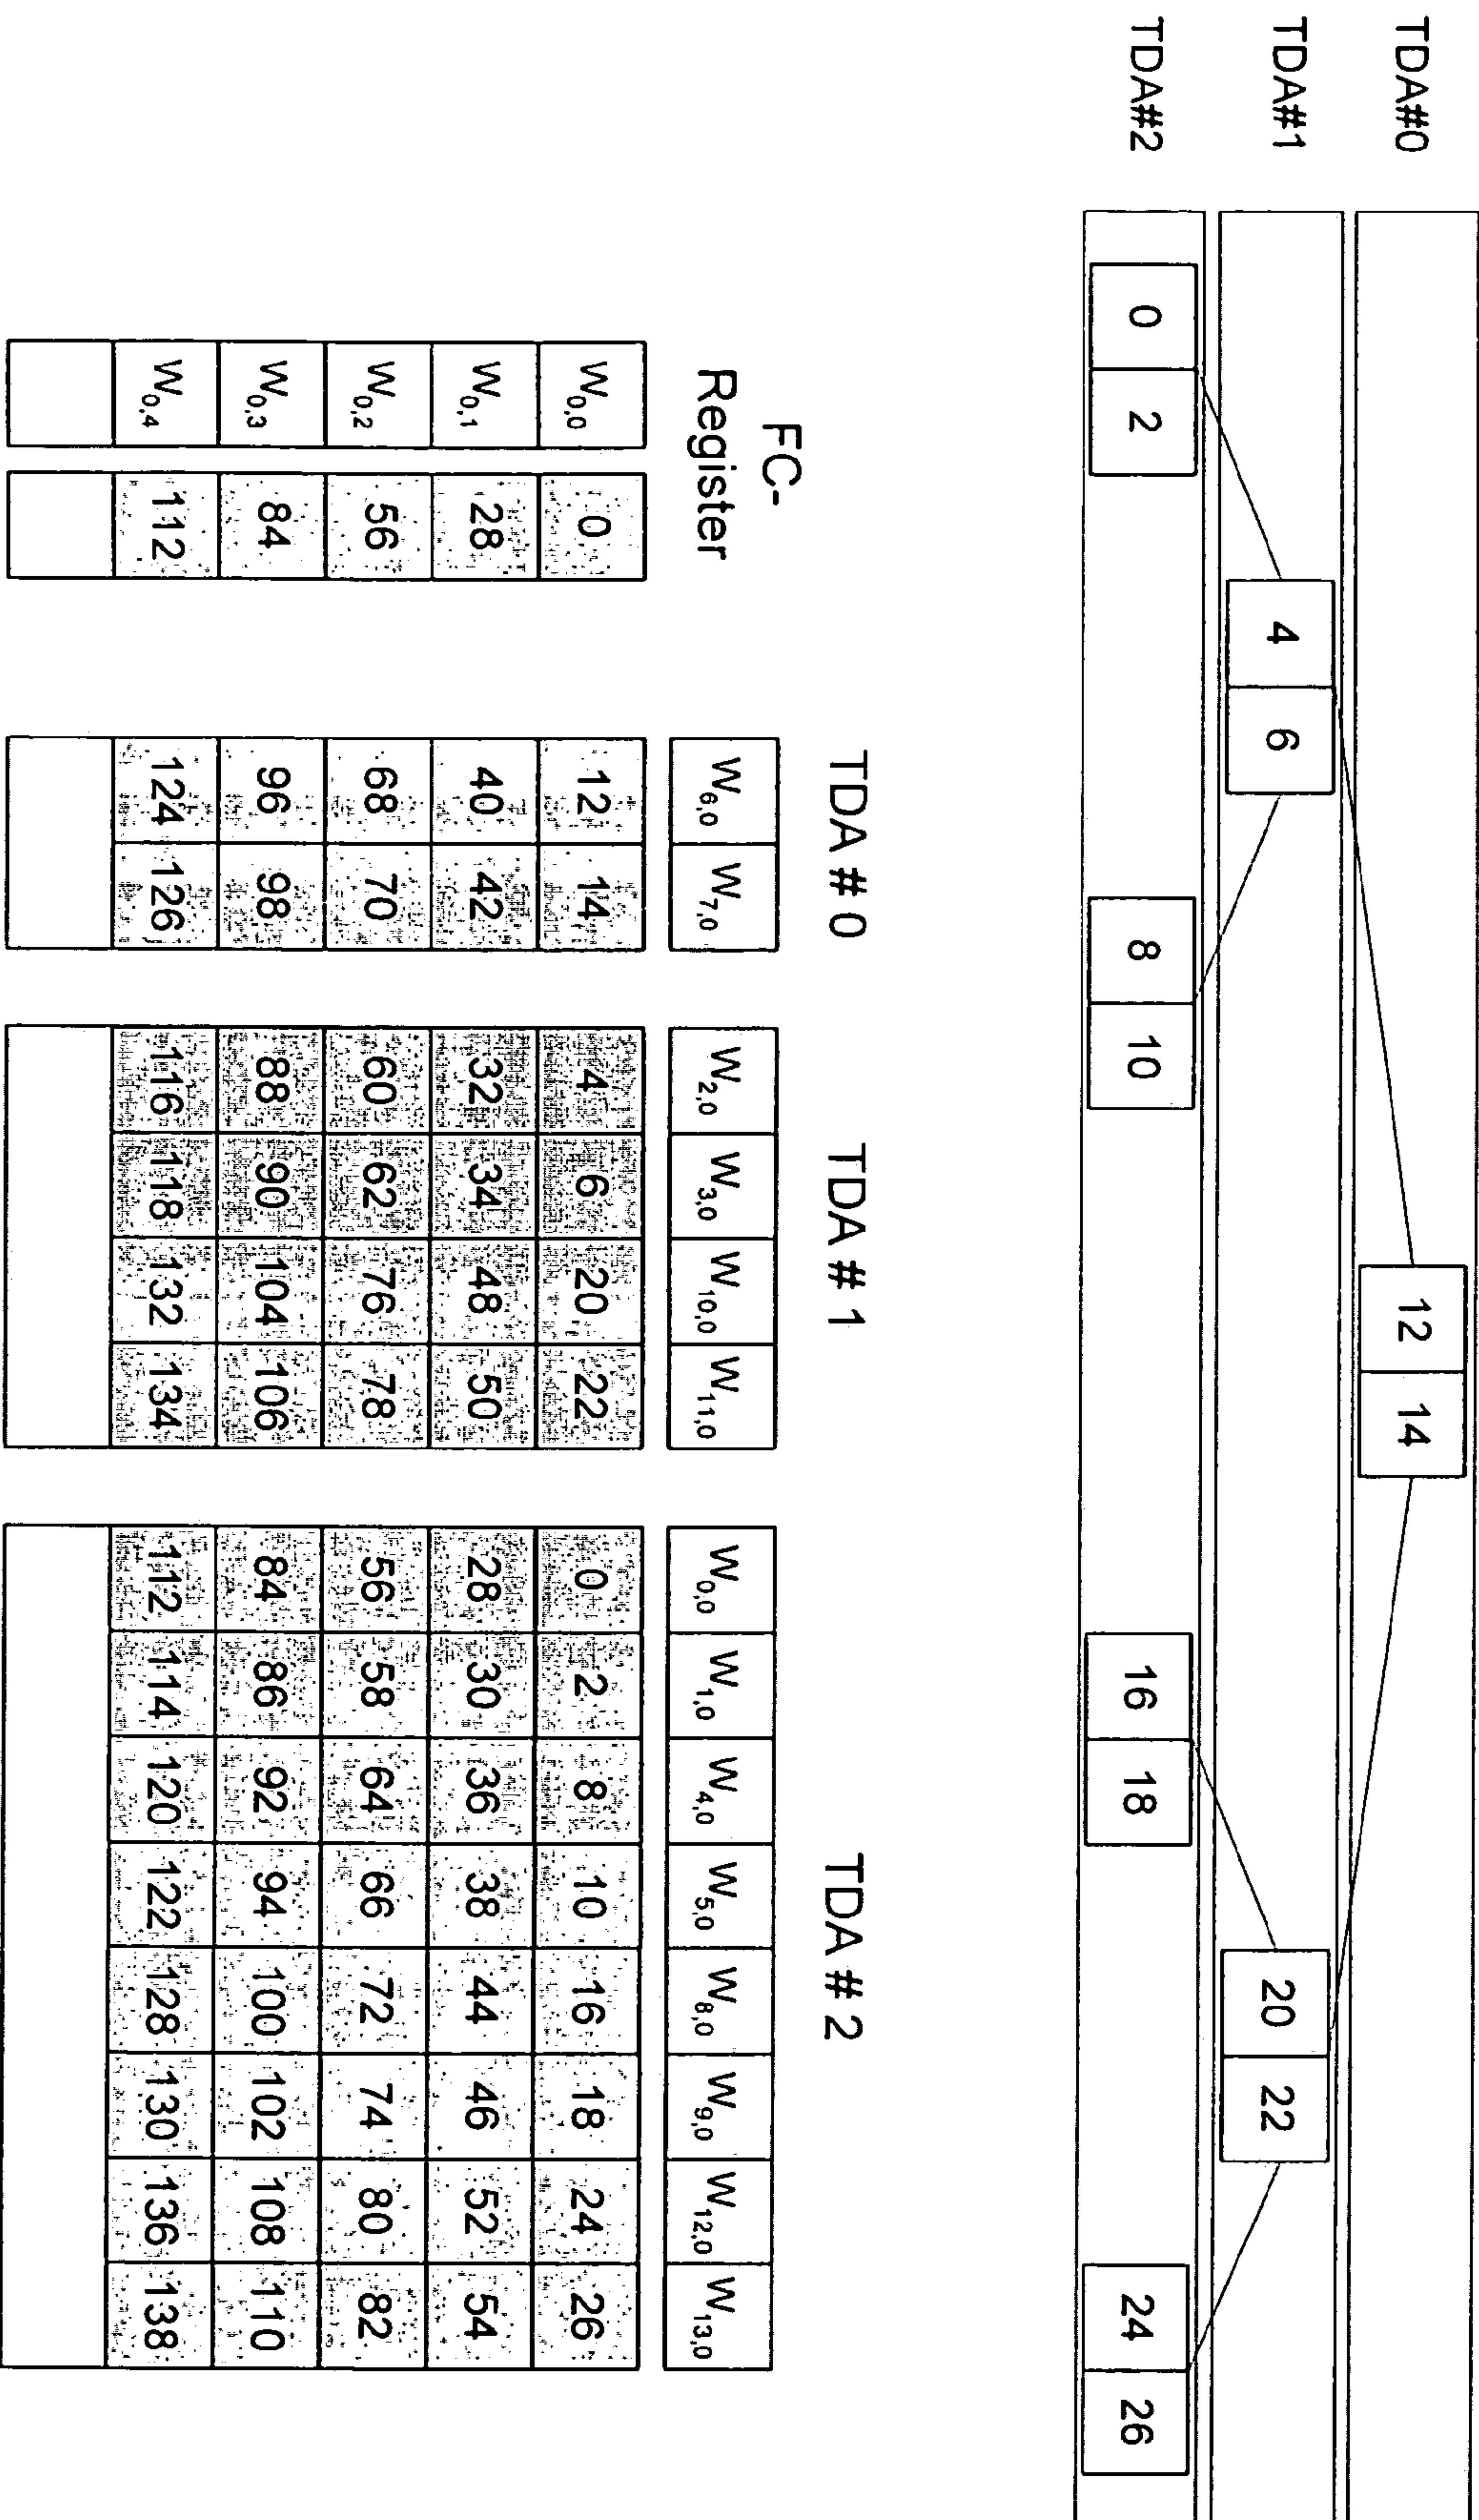 TDA#0
12 14
TDA#1
4 6 20 22
TDA#2
0 2 8 10 16 18 24 26
FC-
Register
TDA # 0
TDA # 1
TDA # 2
W6,0 W7,0 W2,0 W3,0 W10,0 W11,0 W0,0 W1,0 W4,0 W5,0 W8,0 W9,0 W12,0 W13,0
W0,0 0 12 14 4 6 20 22 0 2 8 10 16 18 24 26
W0,1 28 40 42 32 34 48 50 28 30 36 38 44 46 52 54
W0,2 56 68 70 60 62 76 78 56 58 64 66 72 74 80 82
W0,3 84 96 98 88 90 104 106 84 86 92 94 100 102 108 110
W0,4 112 124 126 116 118 132 134 112 114 120 122 128 130 136 138